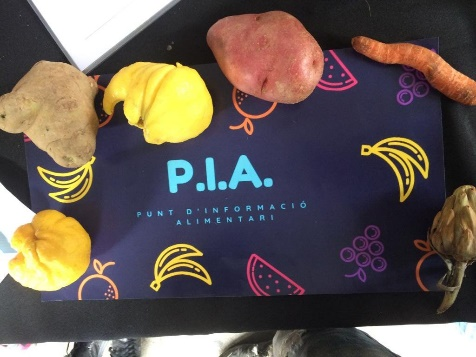 P.I.A.
PUNT D'INFORMACIÓ
ALIMENTARI